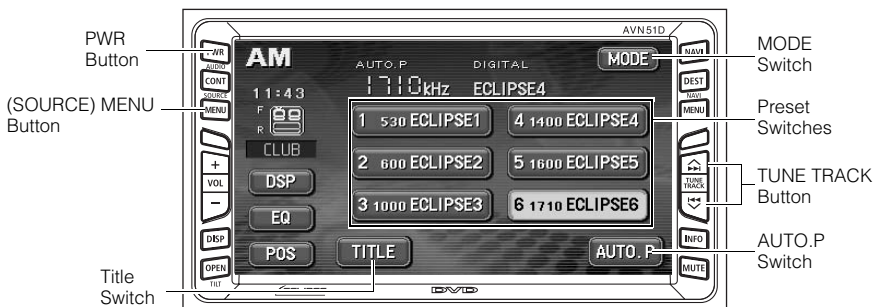 AVN51D
PWR
Button
(SOURCE) MENU
Button
Title
Switch
PWR
AUDIO
CONT
SOURCE
MENU
+
VOL
−
DISP
OPEN
TILT
AM
AUTO.P
DIGITAL
MODE
1710kHz
ECLIPSE4
11:43
F
R
CLUB
DSP
EQ
POS
1 530 ECLIPSE1
4 1400 ECLIPSE4
2 600 ECLIPSE2
5 1600 ECLIPSE5
3 1000 ECLIPSE3
6 1710 ECLIPSE6
TITLE
AUTO.P
DVD
NAVI
DEST
NAVI
MENU
TUNE
TRACK
INFO
MUTE
MODE
Switch
Preset
Switches
TUNE TRACK
Button
AUTO.P
Switch